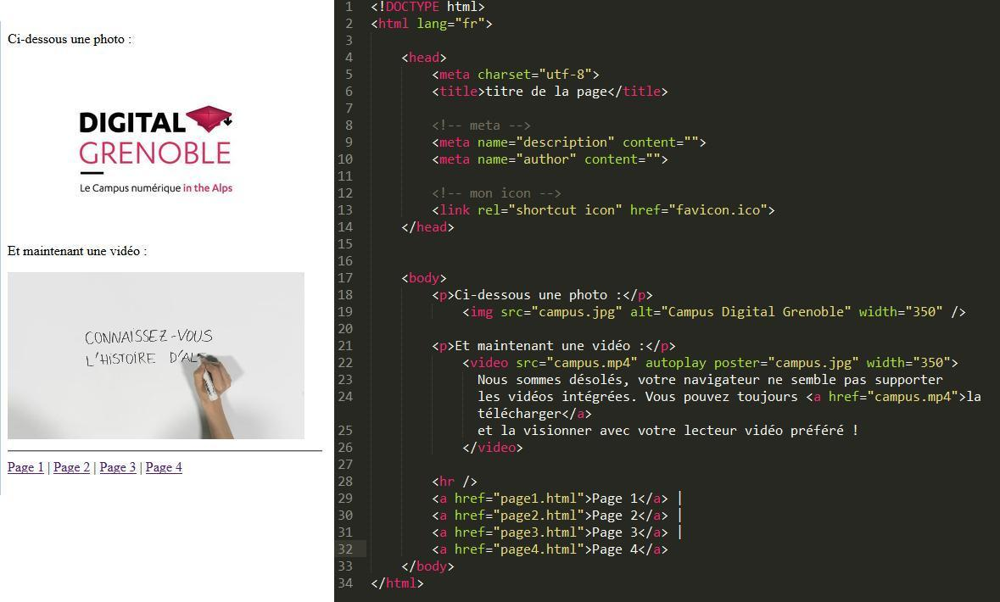 Ci-dessous une photo :
DIGITAL
GRENOBLE
Le Campus numérique in the Alps
Et maintenant une vidéo :
CONNAISSEZ-VOUS
L'HISTOIRE D'AL
Page 1 | Page 2 | Page 3 | Page 4
1 <!DOCTYPE html>
2 <html lang="fr">
3
4 <head>
5 <meta charset="utf-8">
6 <title>titre de la page</title>
7
8 <!-- meta -->
9 <meta name="description" content="">
10 <meta name="author" content="">
11
12 <!-- mon icon -->
13 <link rel="shortcut icon" href="favicon.ico">
14 </head>
15
16
17 <body>
18 <p>Ci-dessous une photo :</p>
19 <img src="campus.jpg" alt="Campus Digital Grenoble" width="350" />
20
21 <p>Et maintenant une vidéo :</p>
22 <video src="campus.mp4" autoplay poster="campus.jpg" width="350">
23 Nous sommes désolés, votre navigateur ne semble pas supporter
24 les vidéos intégrées. Vous pouvez toujours <a href="campus.mp4">la
télécharger</a>
25 et la visionner avec votre lecteur vidéo préféré !
26 </video>
27
28 <hr />
29 <a href="page1.html">Page 1</a> |
30 <a href="page2.html">Page 2</a> |
31 <a href="page3.html">Page 3</a> |
32 <a href="page4.html">Page 4</a>
33 </body>
34 </html>